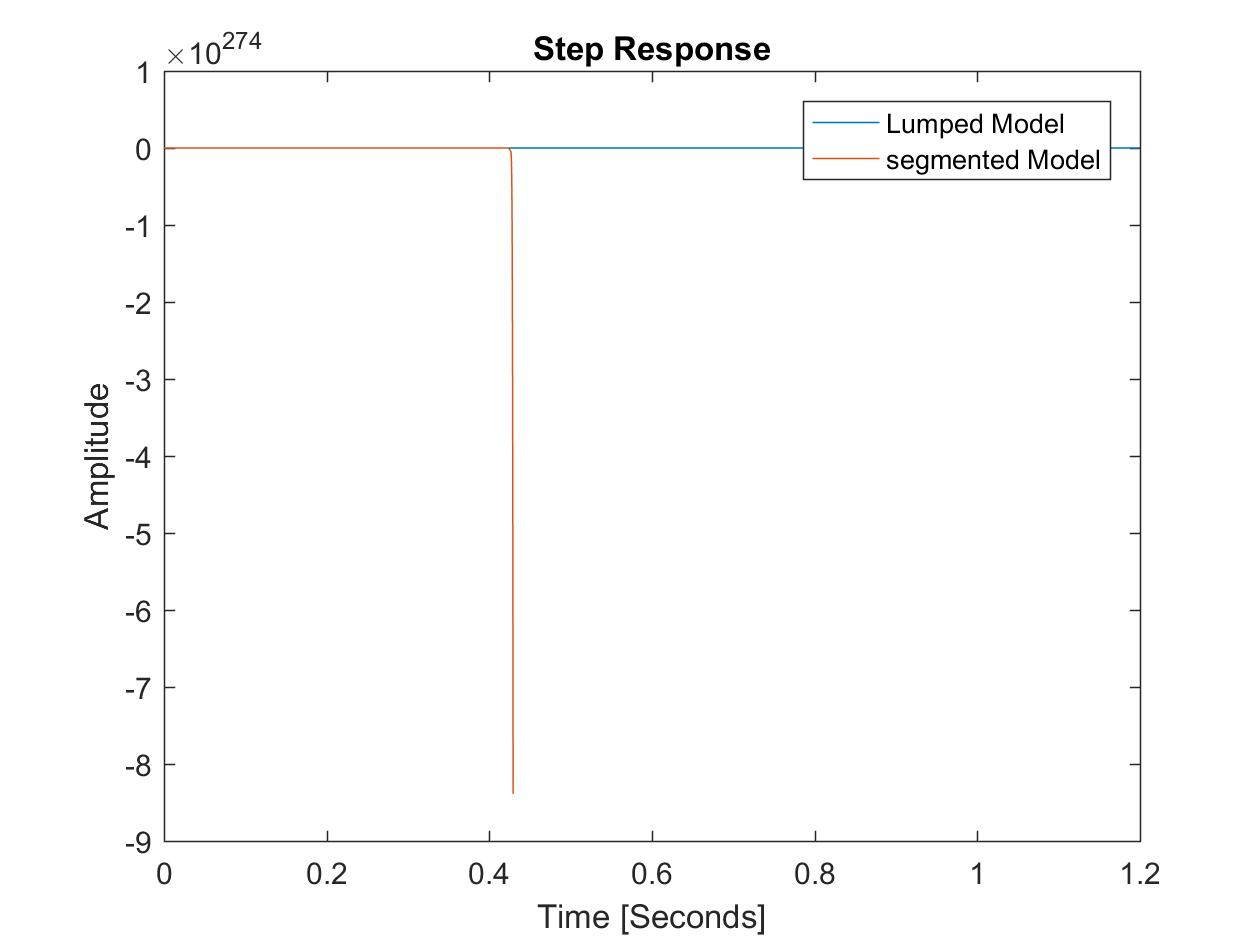 Step Response
×10^274
1
0
-1
-2
-3
-4
-5
-6
-7
-8
-9
Amplitude
Lumped Model
segmented Model
0 0.2 0.4 0.6 0.8 1 1.2
Time [Seconds]